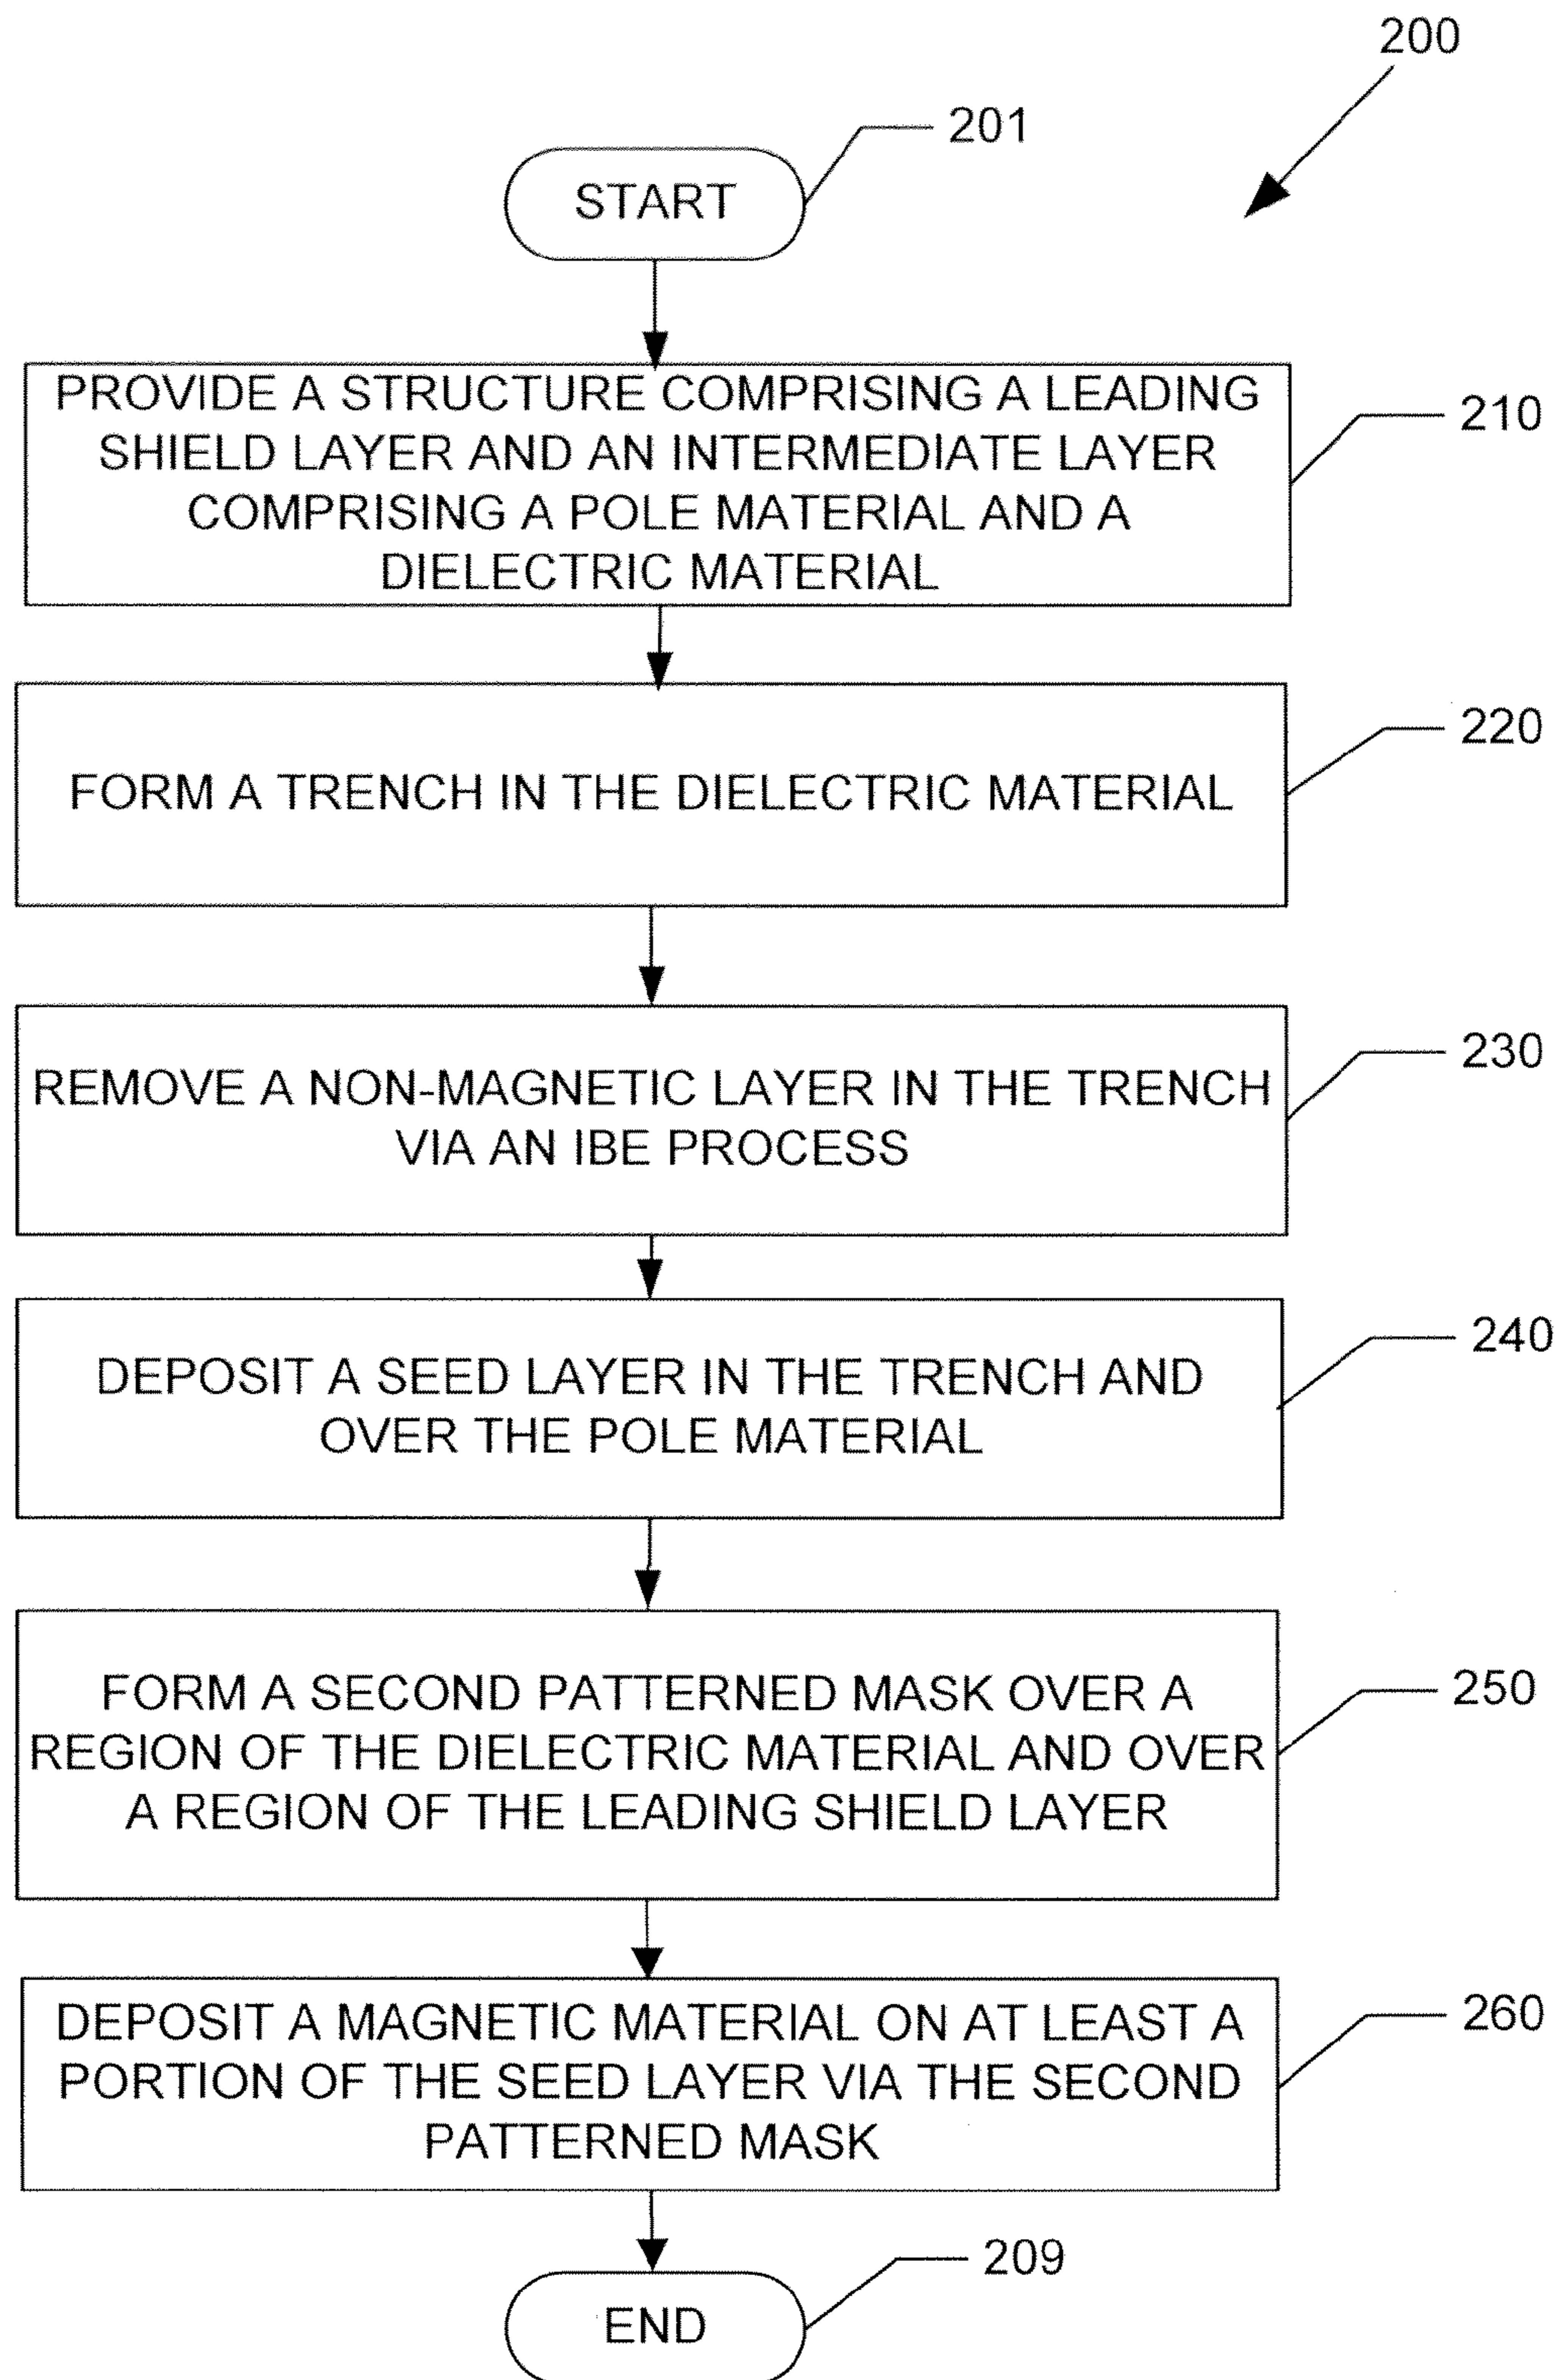 200
201
START
PROVIDE A STRUCTURE COMPRISING A LEADING
SHIELD LAYER AND AN INTERMEDIATE LAYER
COMPRISING A POLE MATERIAL AND A
DIELECTRIC MATERIAL
210
FORM A TRENCH IN THE DIELECTRIC MATERIAL
220
REMOVE A NON-MAGNETIC LAYER IN THE TRENCH
VIA AN IBE PROCESS
230
DEPOSIT A SEED LAYER IN THE TRENCH AND
OVER THE POLE MATERIAL
240
FORM A SECOND PATTERNED MASK OVER A
REGION OF THE DIELECTRIC MATERIAL AND OVER
A REGION OF THE LEADING SHIELD LAYER
250
DEPOSIT A MAGNETIC MATERIAL ON AT LEAST A
PORTION OF THE SEED LAYER VIA THE SECOND
PATTERNED MASK
260
209
END